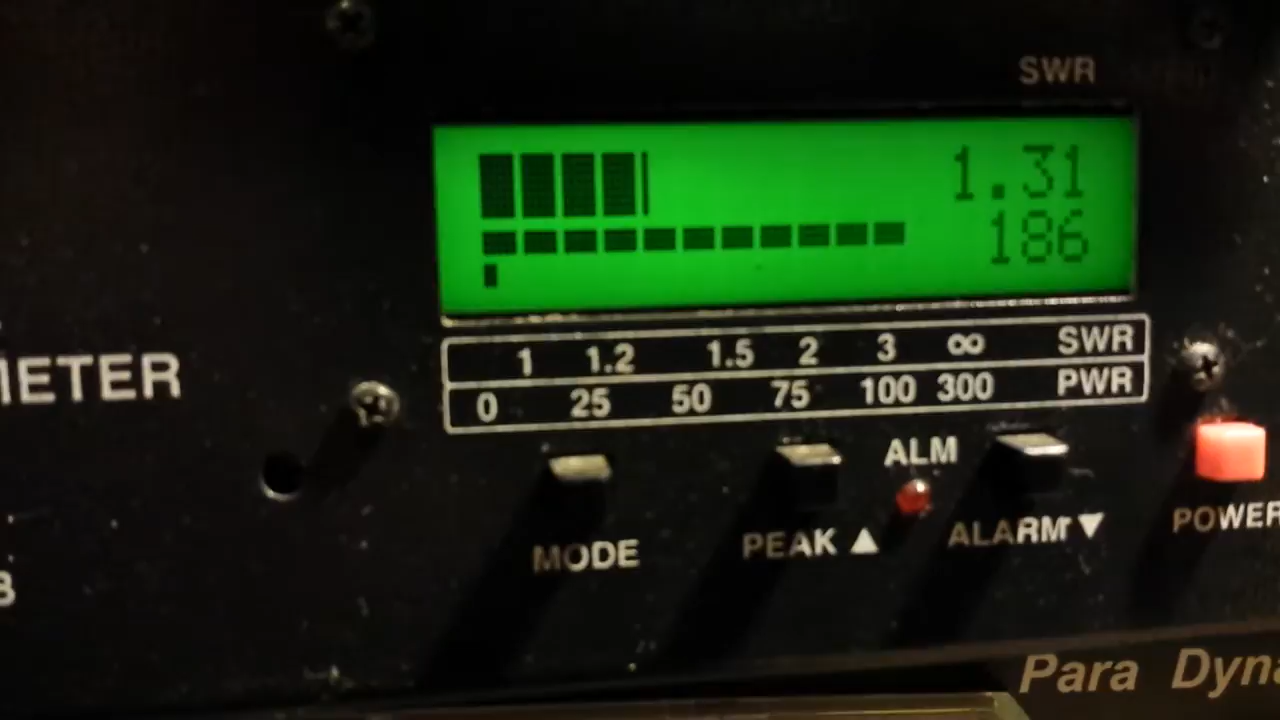 SWR
1.31
186
1 1.2 1.5 2 3 ∞ SWR
0 25 50 75 100 300 PWR
METER
ALM
MODE PEAK ▲ ALARM ▼ POWER
Para